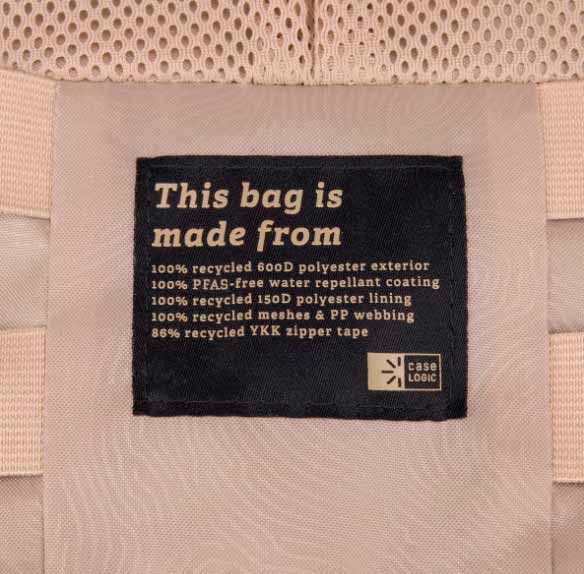 This bag is
made from
100% recycled 600D polyester exterior
100% PFAS-free water repellant coating
100% recycled 150D polyester lining
100% recycled meshes & PP webbing
86% recycled YKK zipper tape
case
LOGIC